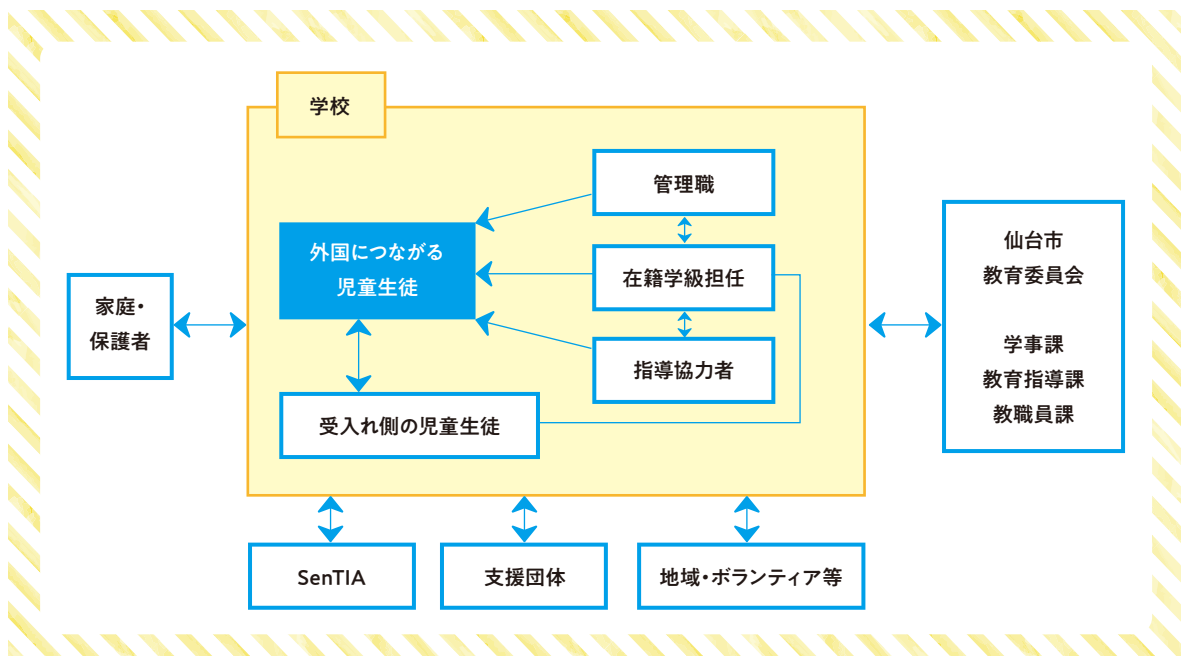 学校
管理職
外国につながる
児童生徒
在籍学級担任
指導協力者
受入れ側の児童生徒
家庭・
保護者
仙台市
教育委員会
学事課
教育指導課
教職員課
SenTIA
支援団体
地域・ボランティア等